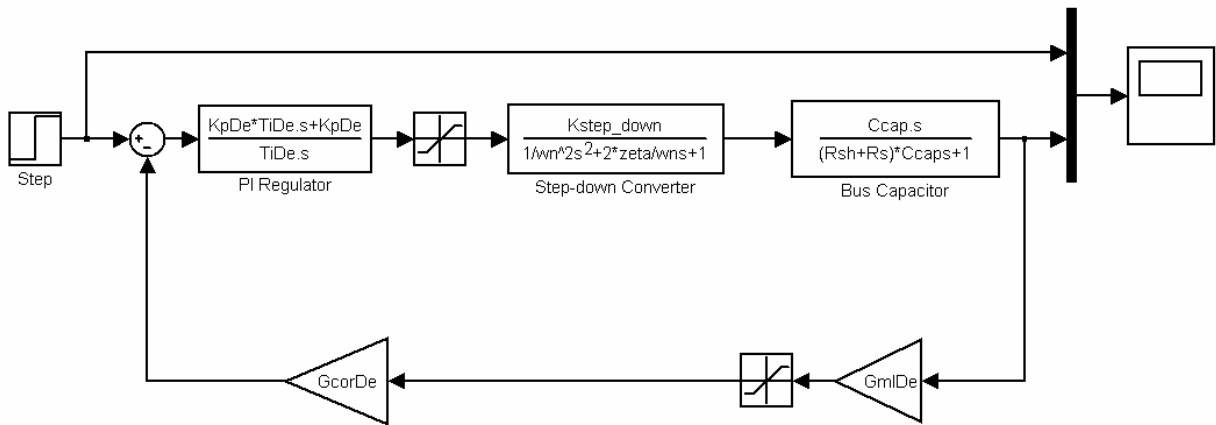 Step
+
-
KpDe*TiDe.s+KpDe
TiDe.s
PI Regulator
Kstep_down
1/wn^2s²+2*zeta/wns+1
Step-down Converter
Ccap.s
(Rsh+Rs)*Ccaps+1
Bus Capacitor
GcorDe
GmIDe